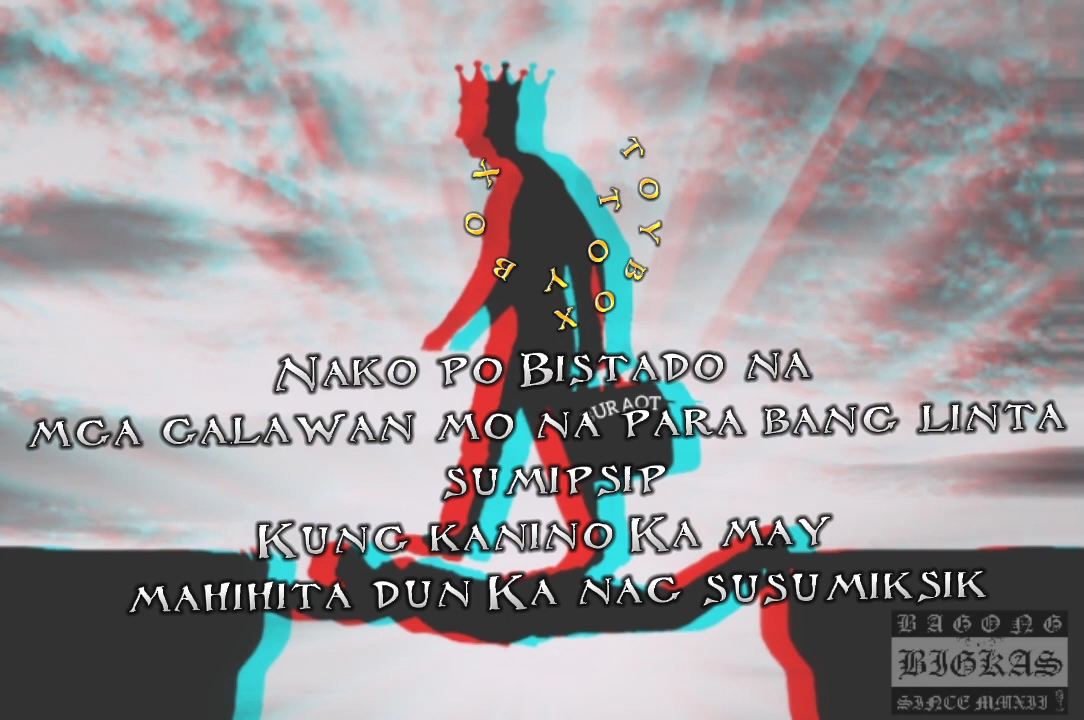 TOYBOX
TOYBOX
URAOT
NAKO PO BISTADO NA
MGA GALAWAN MO NA PARA BANG LINTA
SUMIPSIP
KUNG KANINO KA MAY
MAHIHITA DUN KA NAG SUSUMIKSIK
BAGONG
BIGKAS
SINCE MMXII